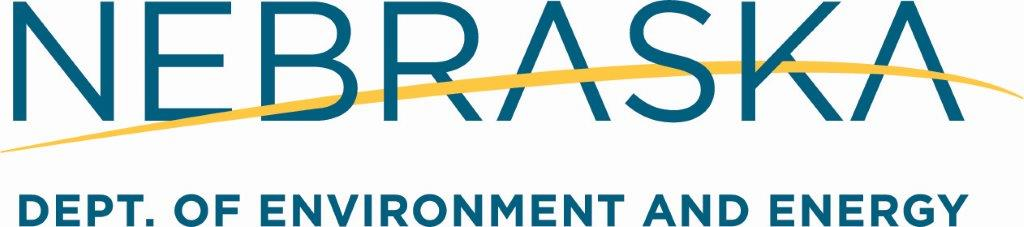 NEBRASKA
DEPT. OF ENVIRONMENT AND ENERGY